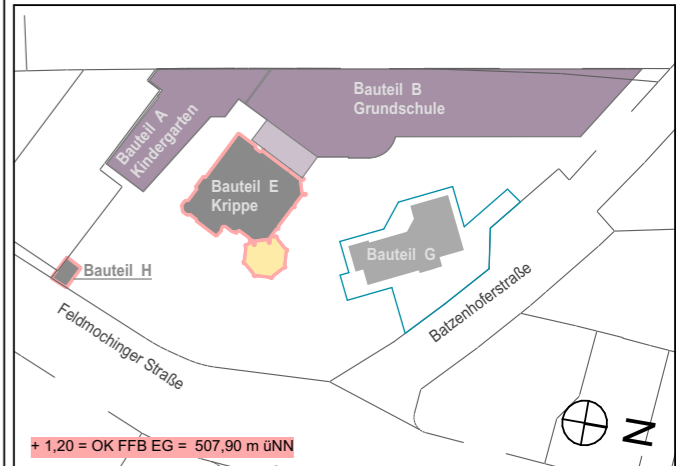 Bauteil B
Grundschule
Bauteil A
Kindergarten
Bauteil E
Krippe
Bauteil G
Bauteil H
Feldmochinger Straße
Batzenhoferstraße
N
+ 1,20 = OK FFB EG = 507,90 m üNN